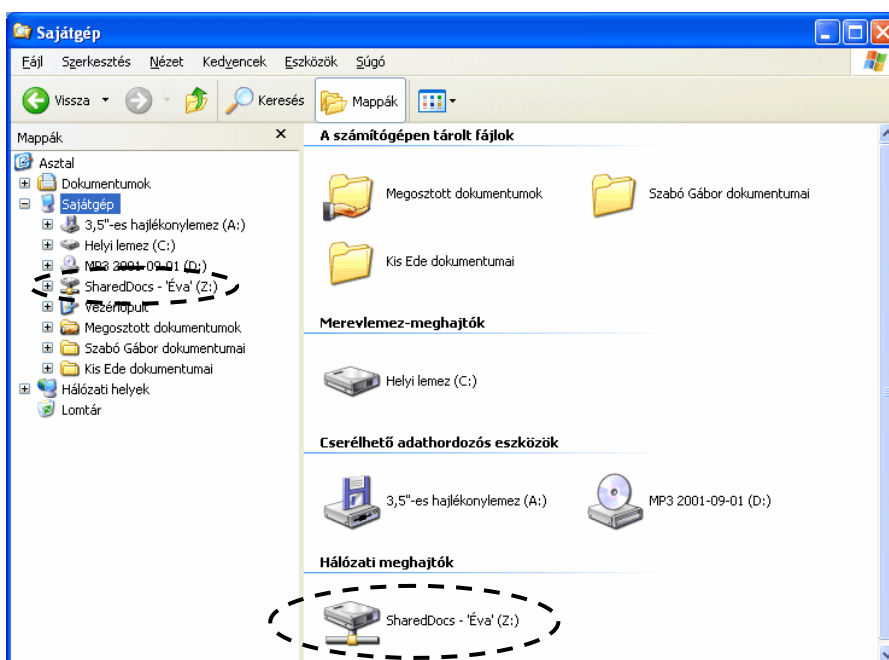 Sajátgép
Fájl Szerkesztés Nézet Kedvencek Eszközök Súgó
Vissza Keresés Mappák
Mappák
Asztal
Dokumentumok
Sajátgép
3,5"-es hajlékonylemez (A:)
Helyi lemez (C:)
MP3 2001-09-01 (D:)
SharedDocs - 'Éva' (Z:)
Vezérlőpult
Megosztott dokumentumok
Szabó Gábor dokumentumai
Kis Ede dokumentumai
Hálózati helyek
Lomtár
A számítógépen tárolt fájlok
Megosztott dokumentumok Szabó Gábor dokumentumai
Kis Ede dokumentumai
Merevlemez-meghajtók
Helyi lemez (C:)
Cserélhető adathordozós eszközök
3,5"-es hajlékonylemez (A:) MP3 2001-09-01 (D:)
Hálózati meghajtók
SharedDocs - 'Éva' (Z:)